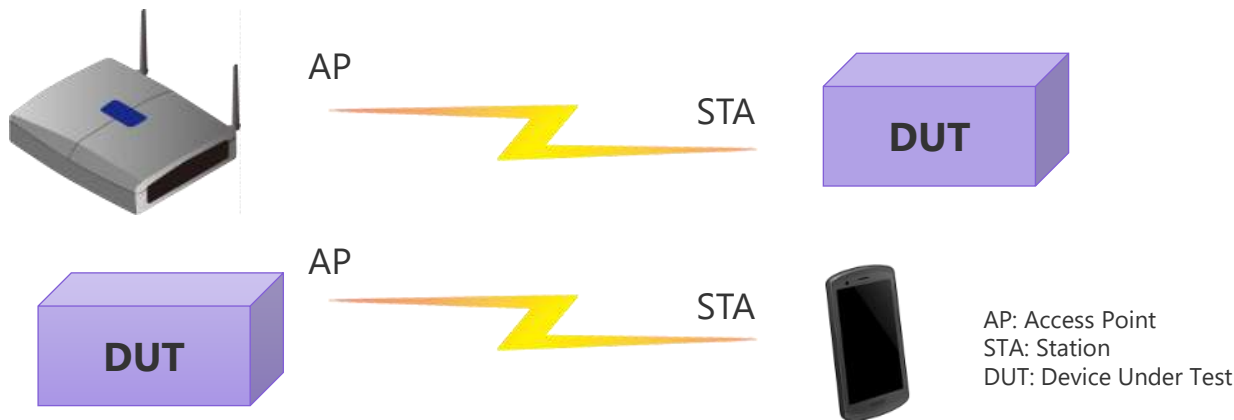 AP
STA
DUT
AP
STA
DUT
AP: Access Point
STA: Station
DUT: Device Under Test